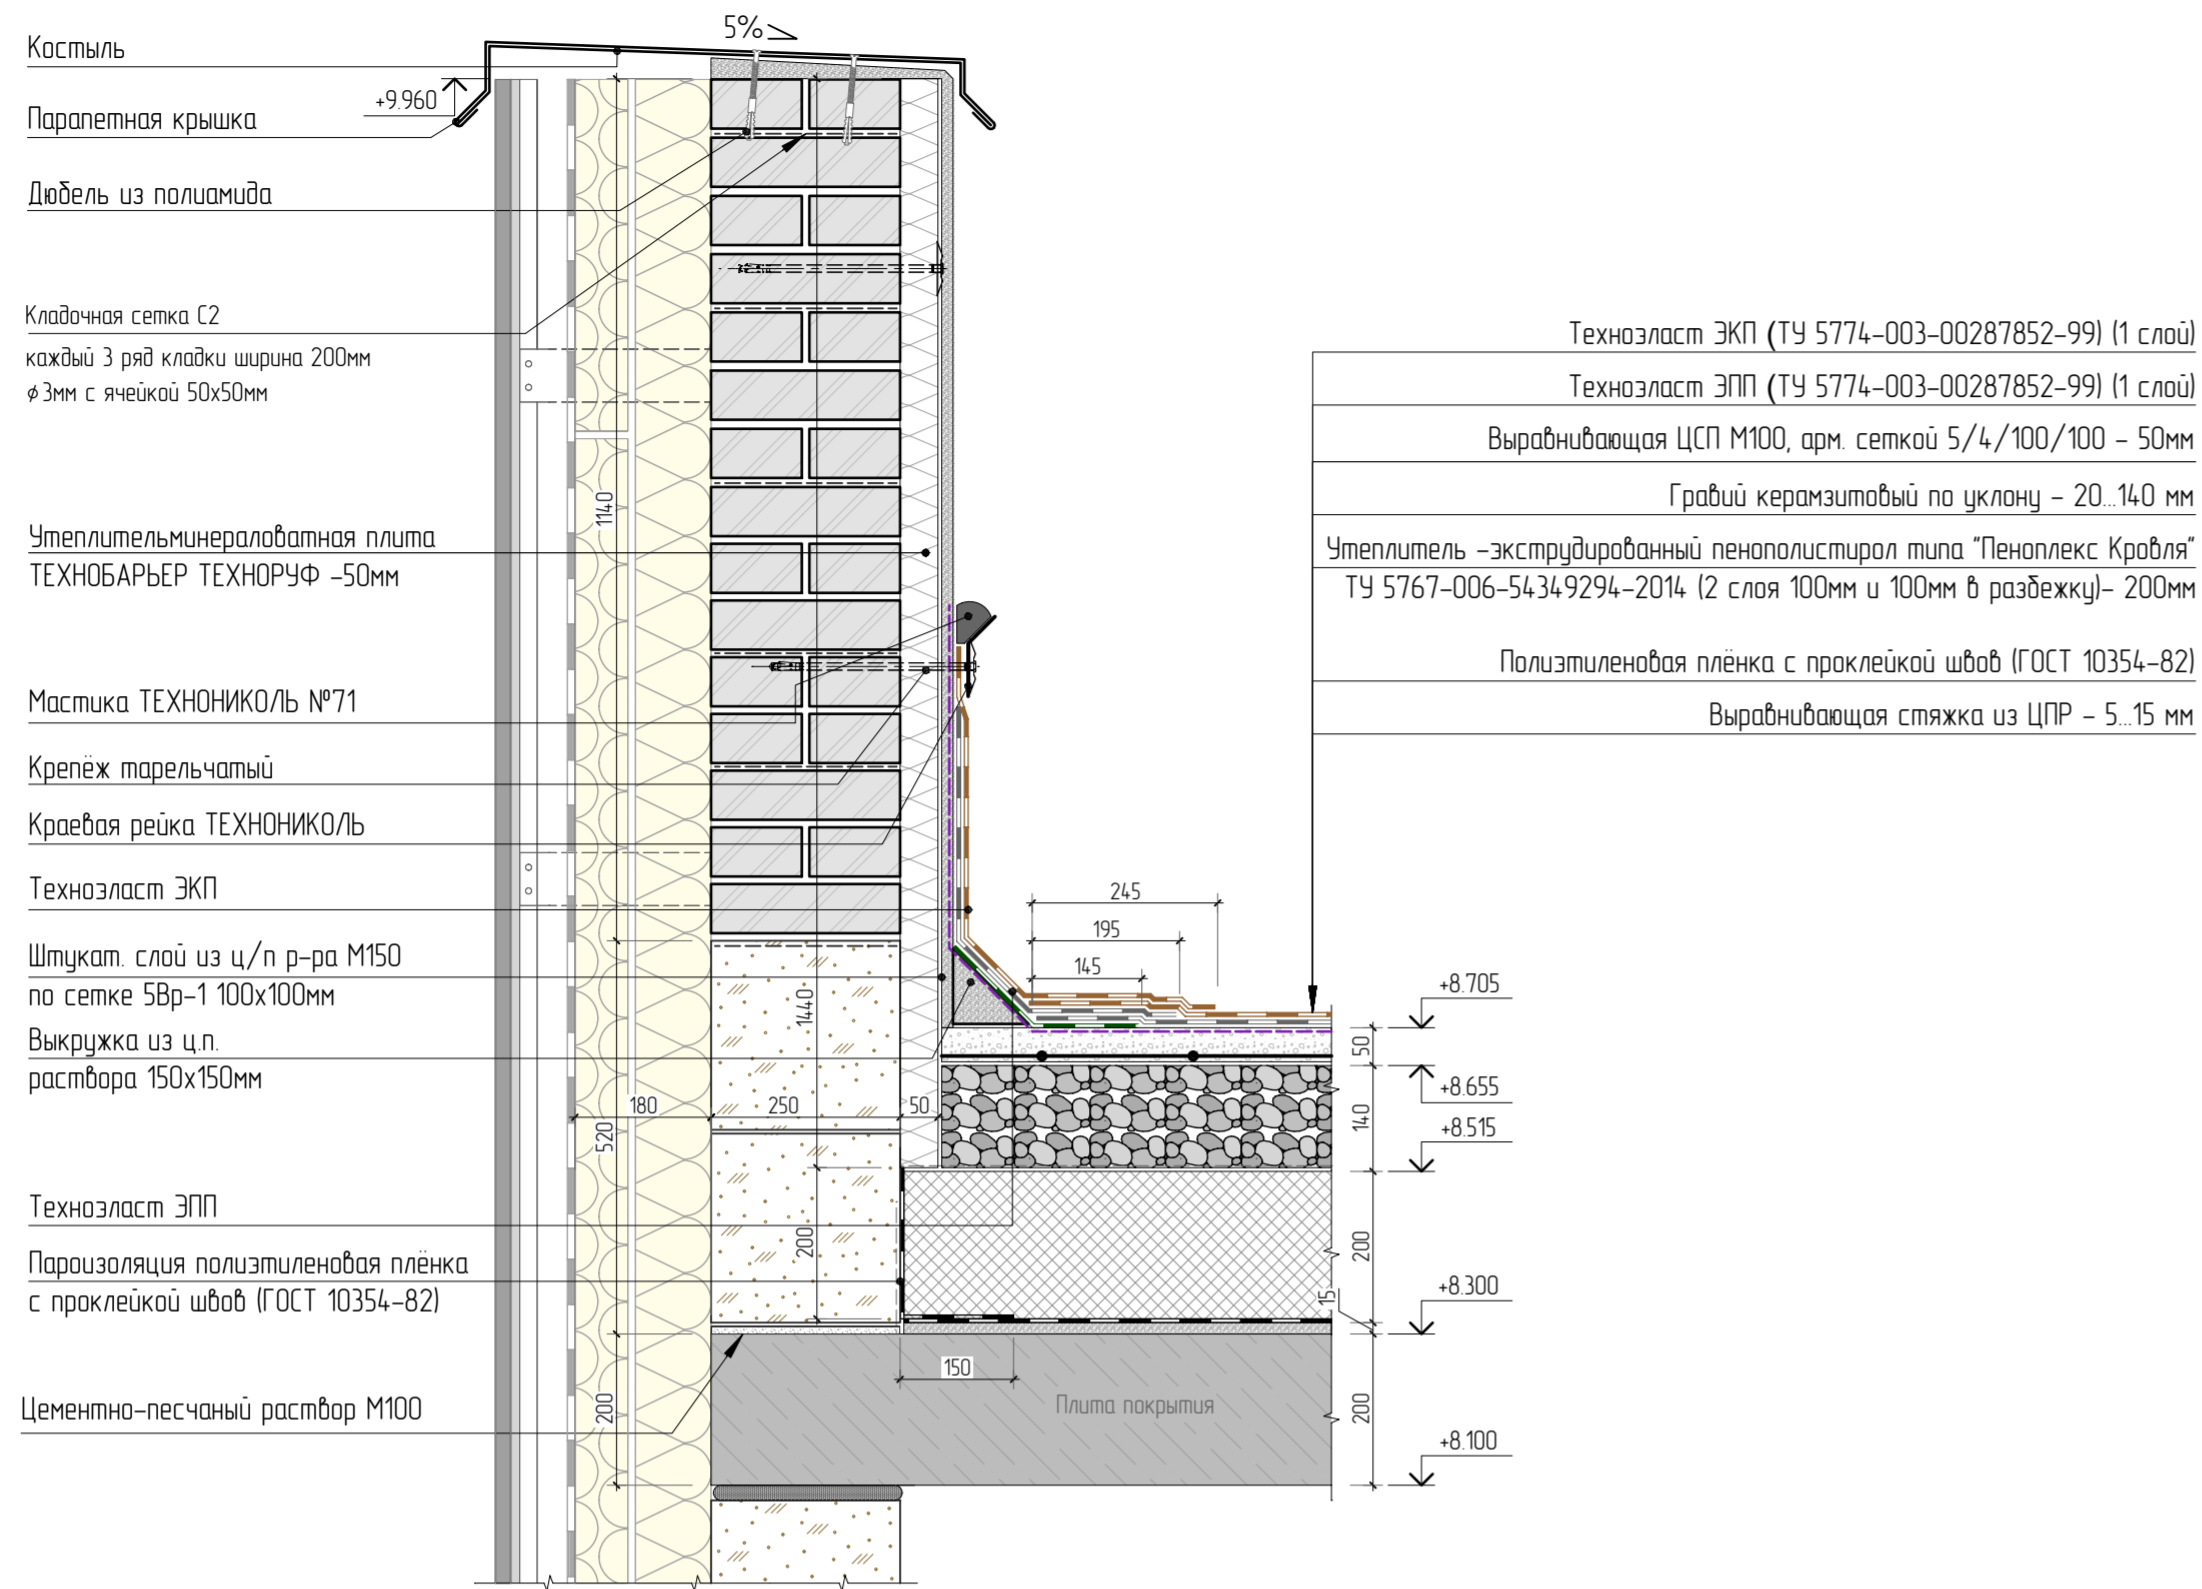 5%
Костыль
+9.960
Парапетная крышка
Дюбель из полиамида
Кладочная сетка С2
каждый 3 ряд кладки ширина 200мм
ϕ3мм с ячейкой 50х50мм
Утеплительминераловатная плита
ТЕХНОБАРЬЕР ТЕХНОРУФ -50мм
Мастика ТЕХНОНИКОЛЬ №71
Крепёж тарельчатый
Краевая рейка ТЕХНОНИКОЛЬ
Техноэласт ЭКП
Штукат. слой из ц/п р-ра М150
по сетке 5Вр-1 100х100мм
Выкружка из ц.п.
раствора 150х150мм
Техноэласт ЭПП
Пароизоляция полиэтиленовая плёнка
с проклейкой швов (ГОСТ 10354-82)
Цементно-песчаный раствор М100
1140
520
200
180
250
50
1440
200
150
Плита покрытия
245
195
145
Техноэласт ЭКП (ТУ 5774-003-00287852-99) (1 слой)
Техноэласт ЭПП (ТУ 5774-003-00287852-99) (1 слой)
Выравнивающая ЦСП М100, арм. сеткой 5/4/100/100 - 50мм
Гравий керамзитовый по уклону - 20...140 мм
Утеплитель -экструдированный пенополистирол типа "Пеноплекс Кровля"
ТУ 5767-006-54349294-2014 (2 слоя 100мм и 100мм в разбежку)- 200мм
Полиэтиленовая плёнка с проклейкой швов (ГОСТ 10354-82)
Выравнивающая стяжка из ЦПР - 5...15 мм
50
140
200
15
200
+8.705
+8.655
+8.515
+8.300
+8.100